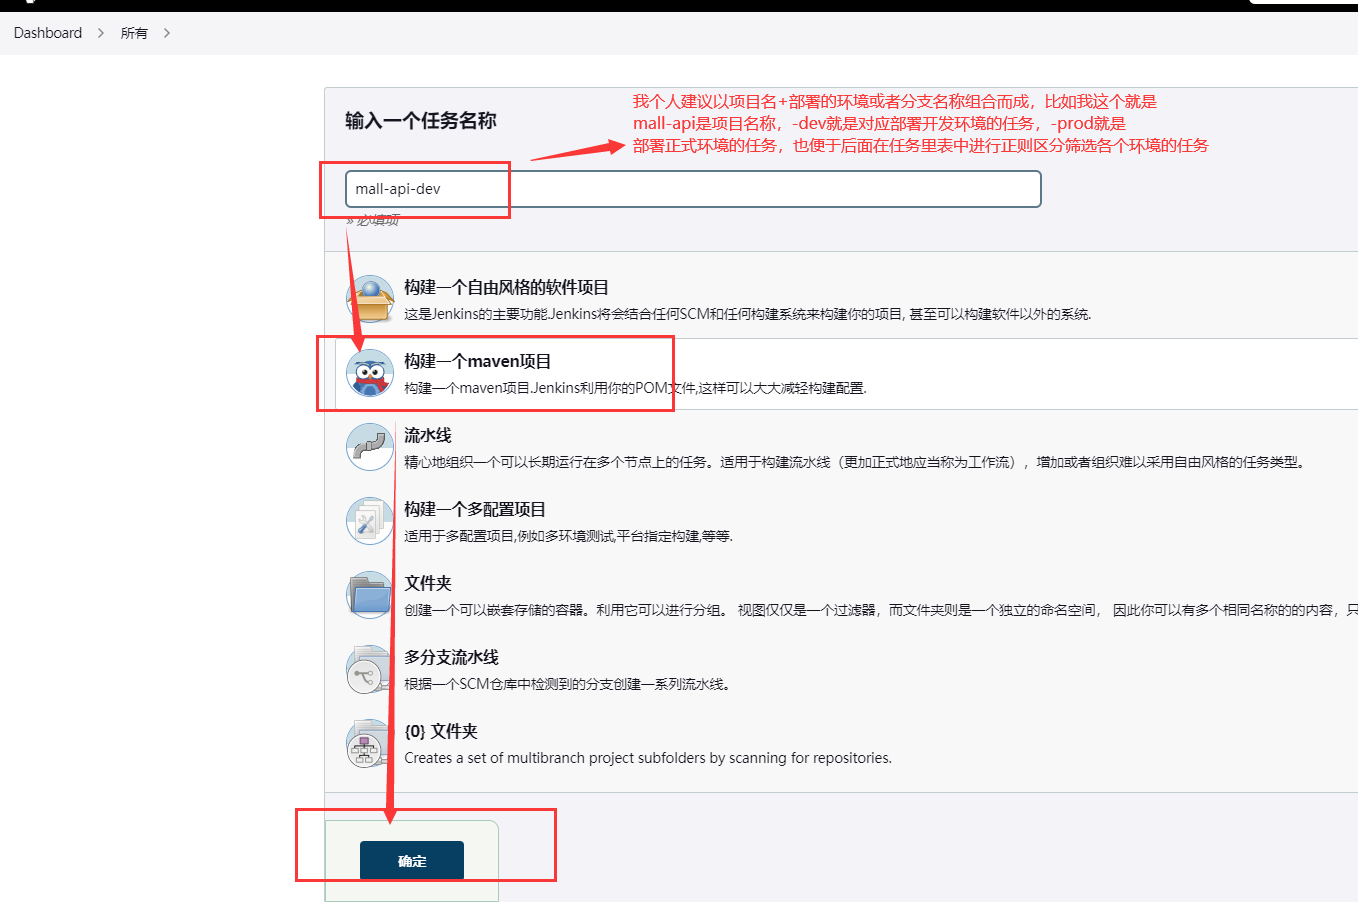 Dashboard > 所有 >
我个人建议以项目名+部署的环境或者分支名称组合而成，比如我这个就是
输入一个任务名称
mall-api是项目名称，-dev就是对应部署开发环境的任务，-prod就是
部署正式环境的任务，也便于后面在任务里表中进行正则区分筛选各个环境的任务
mall-api-dev
» 必填项
构建一个自由风格的软件项目
这是Jenkins的主要功能.Jenkins将会结合任何SCM和任何构建系统来构建你的项目, 甚至可以构建软件以外的系统.
构建一个maven项目
构建一个maven项目.Jenkins利用你的POM文件,这样可以大大减轻构建配置.
流水线
精心地组织一个可以长期运行在多个节点上的任务。适用于构建流水线（更加正式地应当称为工作流），增加或者组织难以采用自由风格的任务类型。
构建一个多配置项目
适用于多配置项目,例如多环境测试,平台指定构建,等等.
文件夹
创建一个可以嵌套存储的容器。利用它可以进行分组。 视图仅仅是一个过滤器，而文件夹则是一个独立的命名空间， 因此你可以有多个相同名称的的内容，只
多分支流水线
根据一个SCM仓库中检测到的分支创建一系列流水线。
{0} 文件夹
Creates a set of multibranch project subfolders by scanning for repositories.
确定